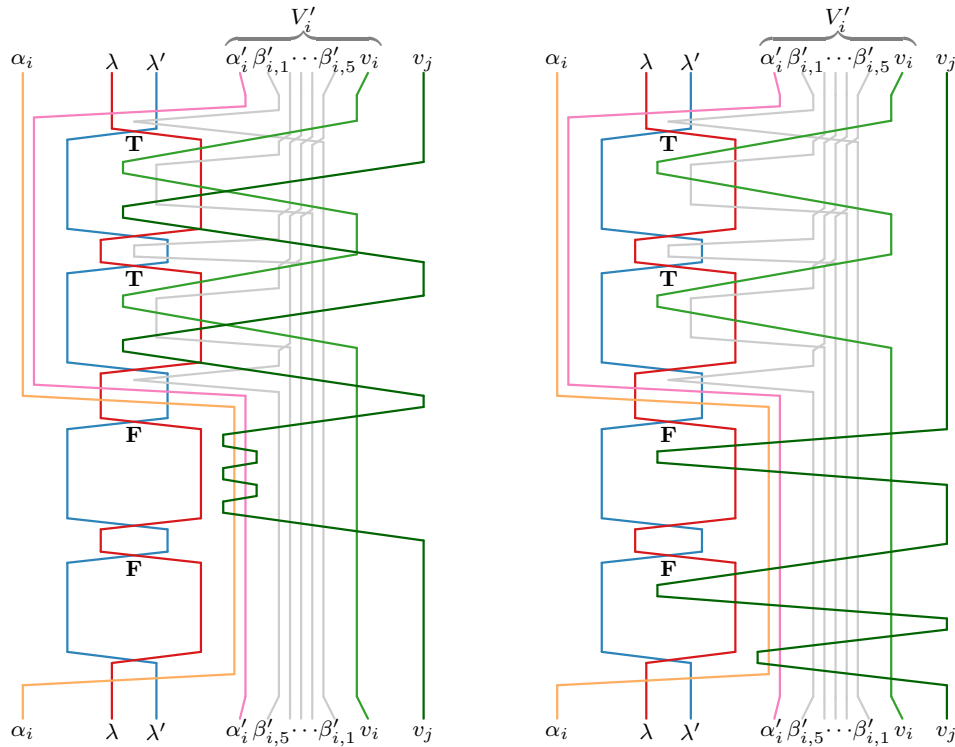 V′ᵢ V′ᵢ
αᵢ λ λ′ α′ᵢ β′ᵢ,₁ ··· β′ᵢ,₅ vᵢ vⱼ αᵢ λ λ′ α′ᵢ β′ᵢ,₁ ··· β′ᵢ,₅ vᵢ vⱼ
T T
T T
F F
F F
αᵢ λ λ′ α′ᵢ β′ᵢ,₅ ··· β′ᵢ,₁ vᵢ vⱼ αᵢ λ λ′ α′ᵢ β′ᵢ,₅ ··· β′ᵢ,₁ vᵢ vⱼ